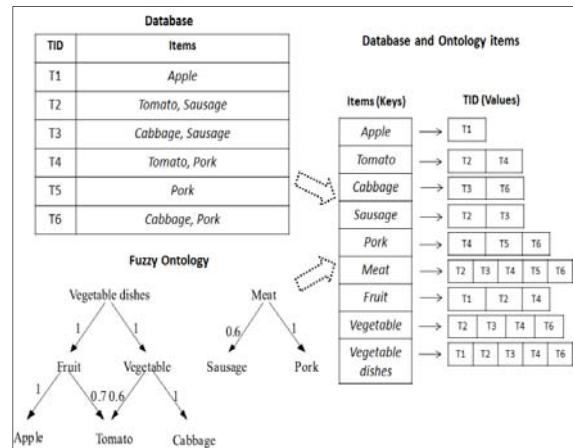 Database
TID Items
T1 Apple
T2 Tomato, Sausage
T3 Cabbage, Sausage
T4 Tomato, Pork
T5 Pork
T6 Cabbage, Pork
Fuzzy Ontology
Vegetable dishes Meat
1 1 0.6 1
Fruit Vegetable Sausage Pork
1 0.7 0.6 1
Apple Tomato Cabbage
Database and Ontology items
Items (Keys) TID (Values)
Apple T1
Tomato T2 T4
Cabbage T3 T6
Sausage T2 T3
Pork T4 T5 T6
Meat T2 T3 T4 T5 T6
Fruit T1 T2 T4
Vegetable T2 T3 T4 T6
Vegetable
dishes T1 T2 T3 T4 T6